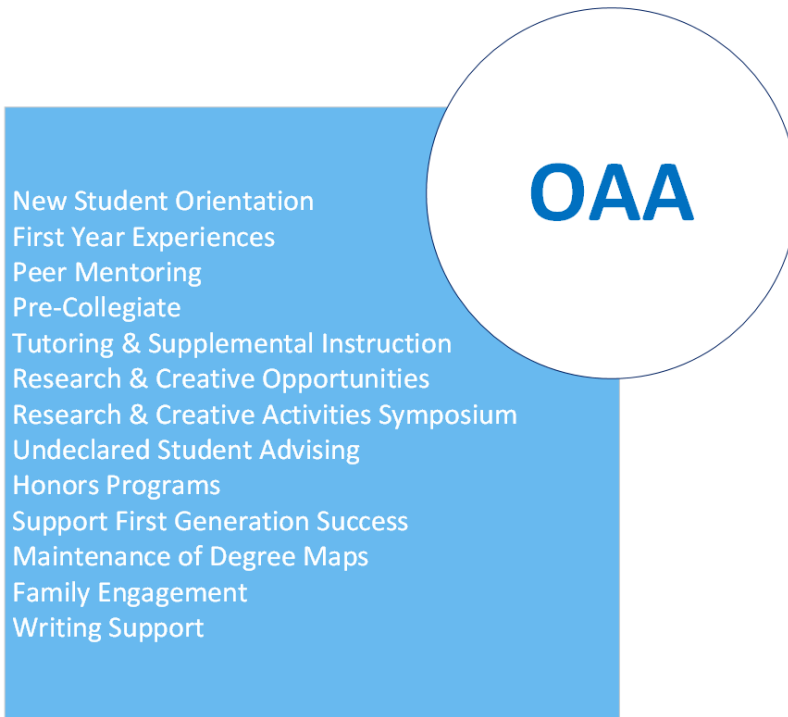 OAA
New Student Orientation
First Year Experiences
Peer Mentoring
Pre-Collegiate
Tutoring & Supplemental Instruction
Research & Creative Opportunities
Research & Creative Activities Symposium
Undeclared Student Advising
Honors Programs
Support First Generation Success
Maintenance of Degree Maps
Family Engagement
Writing Support